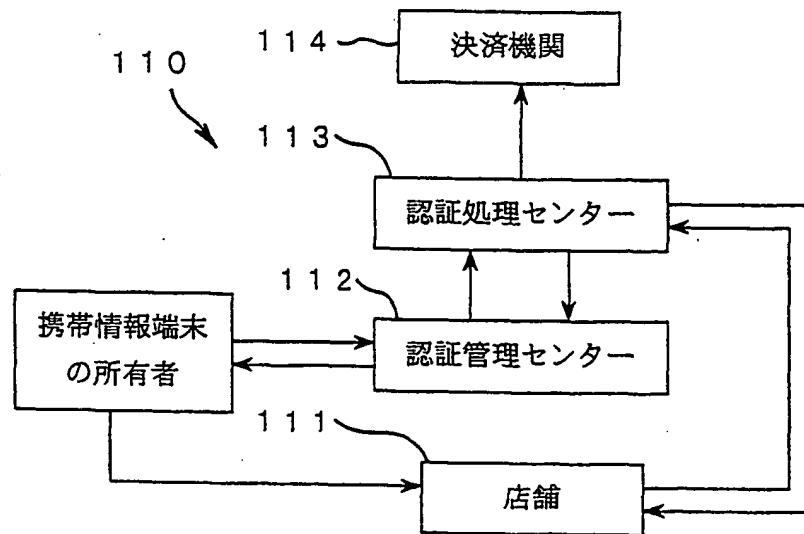 114
決済機関
110
113
認証処理センター
112
携帯情報端末
の所有者
認証管理センター
111
店舗